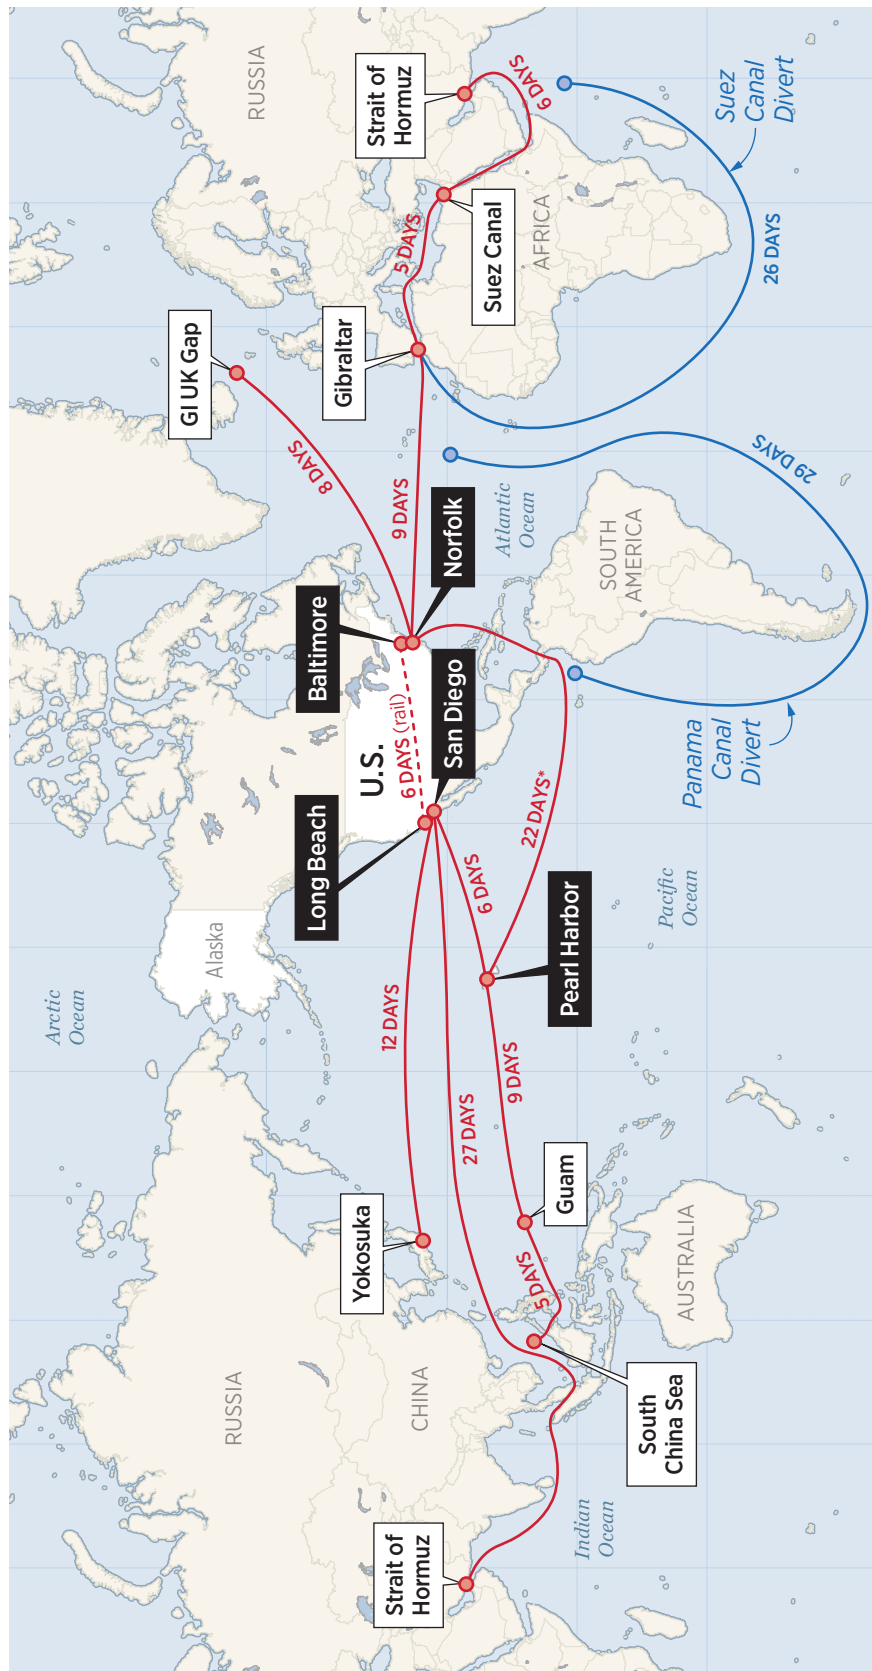 Arctic
Ocean
RUSSIA
Alaska
RUSSIA
GI UK Gap
Strait of
Hormuz
Yokosuka
Long Beach
Baltimore
Gibraltar
Strait of
Hormuz
12 DAYS
U.S.
6 DAYS (rail)
8 DAYS
9 DAYS
5 DAYS
6 DAYS
CHINA
27 DAYS
6 DAYS
San Diego
Norfolk
Suez Canal
9 DAYS
22 DAYS*
Atlantic
Ocean
AFRICA
5 DAYS
Guam
Pearl Harbor
Indian
Ocean
South
China Sea
AUSTRALIA
Pacific
Ocean
SOUTH
AMERICA
Panama
Canal
Divert
29 DAYS
Suez
Canal
Divert
26 DAYS